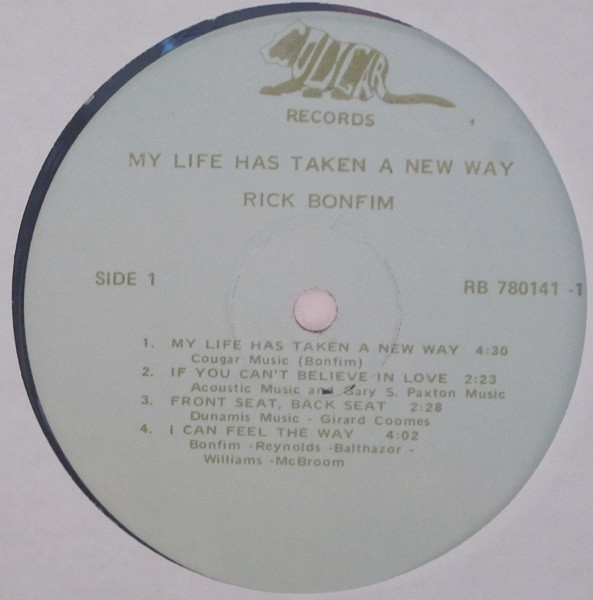 COUGAR
RECORDS
MY LIFE HAS TAKEN A NEW WAY
RICK BONFIM
SIDE 1
RB 780141 -1
1. MY LIFE HAS TAKEN A NEW WAY 4:30
Cougar Music (Bonfim)
2. IF YOU CAN'T BELIEVE IN LOVE 2:23
Acoustic Music and Gary S. Paxton Music
3. FRONT SEAT, BACK SEAT 2:28
Dunamis Music - Girard Coomes
4. I CAN FEEL THE WAY 4:02
Bonfim -Reynolds -Balthazor -
Williams -McBroom